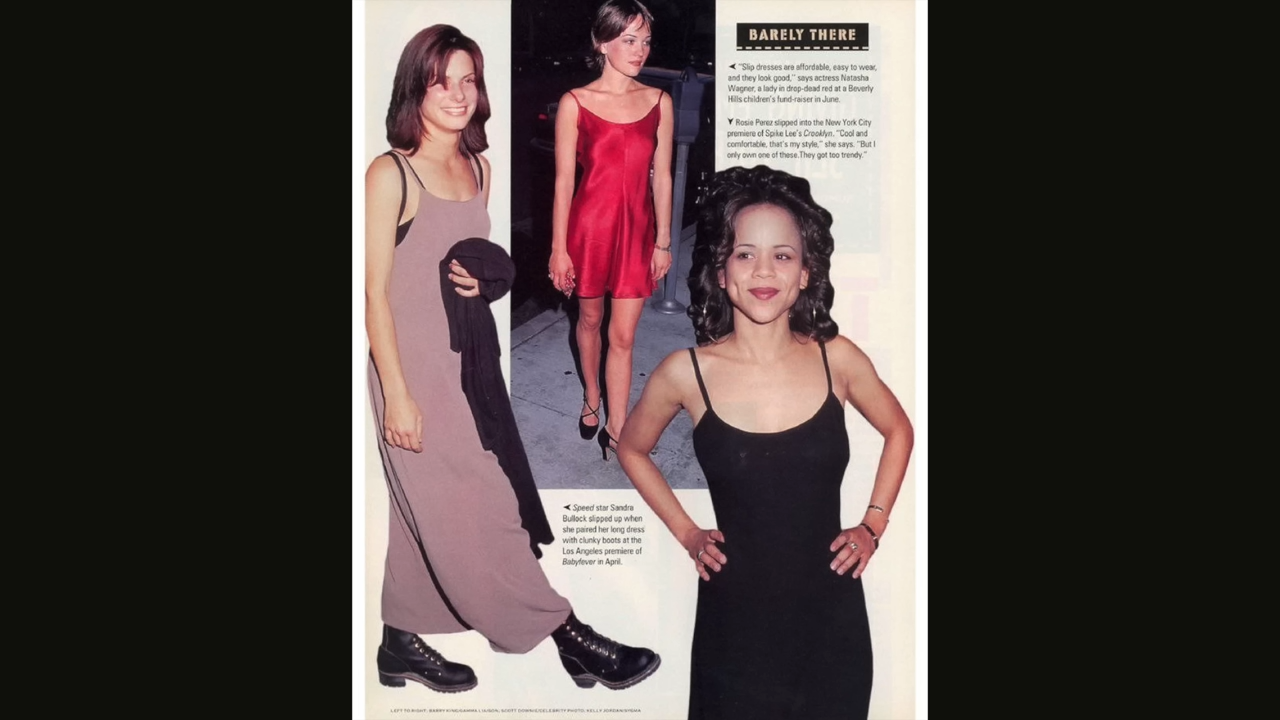 BARELY THERE
"Slip dresses are affordable, easy to wear,
and they look good," says actress Natasha
Wagner, a lady in drop-dead red at a Beverly
Hills children's fund-raiser in June.
Rosie Perez slipped into the New York City
premiere of Spike Lee's Crooklyn. "Cool and
comfortable, that's my style," she says. "But I
only own one of these. They got too trendy."
Speed star Sandra
Bullock slipped up when
she paired her long dress
with clunky boots at the
Los Angeles premiere of
Babyfever in April.
LEFT TO RIGHT: